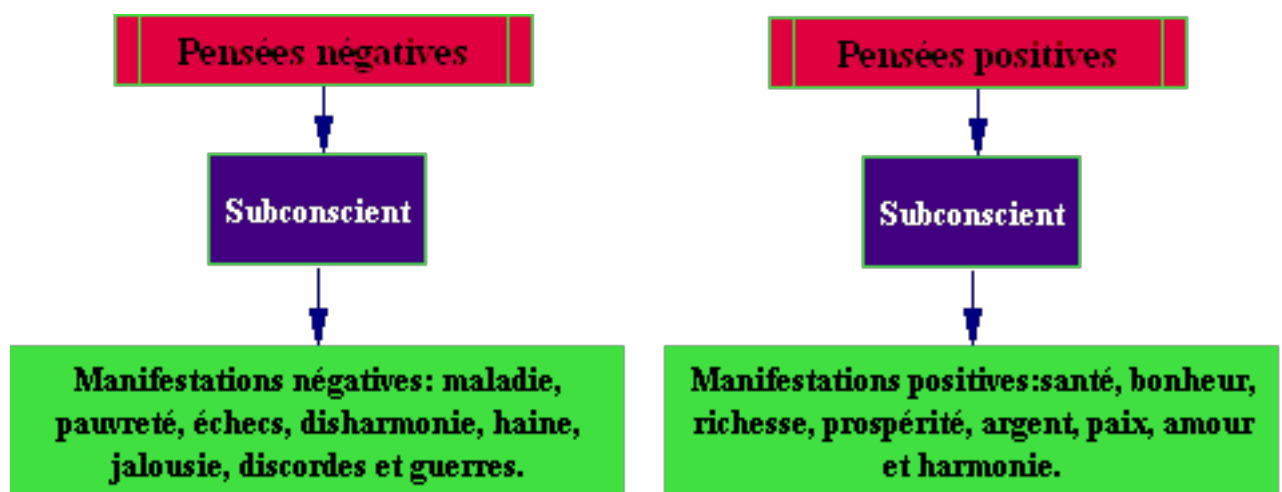 Pensées négatives
Subconscient
Manifestations négatives: maladie,
pauvreté, échecs, disharmonie, haine,
jalousie, discordes et guerres.
Pensées positives
Subconscient
Manifestations positives:santé, bonheur,
richesse, prospérité, argent, paix, amour
et harmonie.